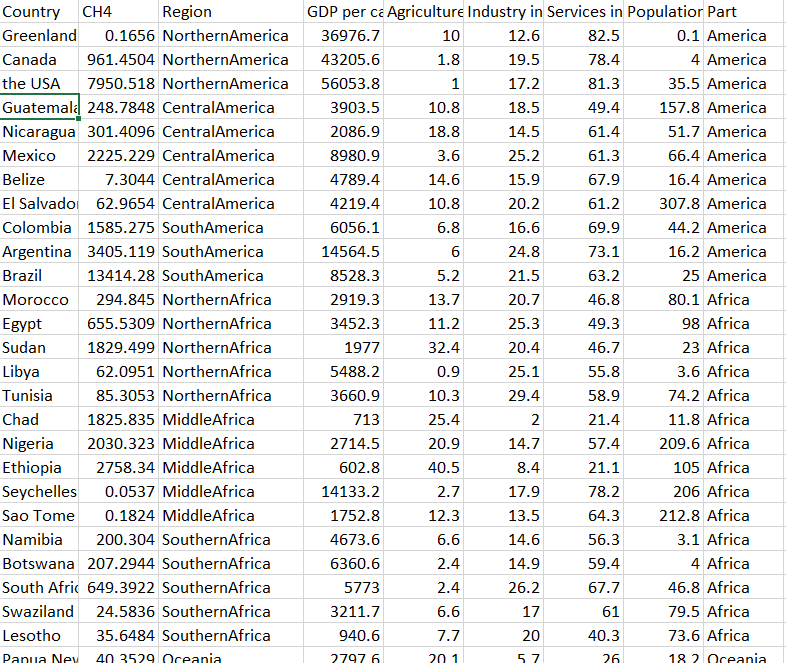 Country CH4 Region GDP per ca Agriculture Industry in Services in Population Part
Greenland 0.1656 NorthernAmerica 36976.7 10 12.6 82.5 0.1 America
Canada 961.4504 NorthernAmerica 43205.6 1.8 19.5 78.4 4 America
the USA 7950.518 NorthernAmerica 56053.8 1 17.2 81.3 35.5 America
Guatemala 248.7848 CentralAmerica 3903.5 10.8 18.5 49.4 157.8 America
Nicaragua 301.4096 CentralAmerica 2086.9 18.8 14.5 61.4 51.7 America
Mexico 2225.229 CentralAmerica 8980.9 3.6 25.2 61.3 66.4 America
Belize 7.3044 CentralAmerica 4789.4 14.6 15.9 67.9 16.4 America
El Salvador 62.9654 CentralAmerica 4219.4 10.8 20.2 61.2 307.8 America
Colombia 1585.275 SouthAmerica 6056.1 6.8 16.6 69.9 44.2 America
Argentina 3405.119 SouthAmerica 14564.5 6 24.8 73.1 16.2 America
Brazil 13414.28 SouthAmerica 8528.3 5.2 21.5 63.2 25 America
Morocco 294.845 NorthernAfrica 2919.3 13.7 20.7 46.8 80.1 Africa
Egypt 655.5309 NorthernAfrica 3452.3 11.2 25.3 49.3 98 Africa
Sudan 1829.499 NorthernAfrica 1977 32.4 20.4 46.7 23 Africa
Libya 62.0951 NorthernAfrica 5488.2 0.9 25.1 55.8 3.6 Africa
Tunisia 85.3053 NorthernAfrica 3660.9 10.3 29.4 58.9 74.2 Africa
Chad 1825.835 MiddleAfrica 713 25.4 2 21.4 11.8 Africa
Nigeria 2030.323 MiddleAfrica 2714.5 20.9 14.7 57.4 209.6 Africa
Ethiopia 2758.34 MiddleAfrica 602.8 40.5 8.4 21.1 105 Africa
Seychelles 0.0537 MiddleAfrica 14133.2 2.7 17.9 78.2 206 Africa
Sao Tome 0.1824 MiddleAfrica 1752.8 12.3 13.5 64.3 212.8 Africa
Namibia 200.304 SouthernAfrica 4673.6 6.6 14.6 56.3 3.1 Africa
Botswana 207.2944 SouthernAfrica 6360.6 2.4 14.9 59.4 4 Africa
South Afric 649.3922 SouthernAfrica 5773 2.4 26.2 67.7 46.8 Africa
Swaziland 24.5836 SouthernAfrica 3211.7 6.6 17 61 79.5 Africa
Lesotho 35.6484 SouthernAfrica 940.6 7.7 20 40.3 73.6 Africa
Papua New 40.3529 Oceania 2797.6 20.1 5.7 26 18.2 Oceania